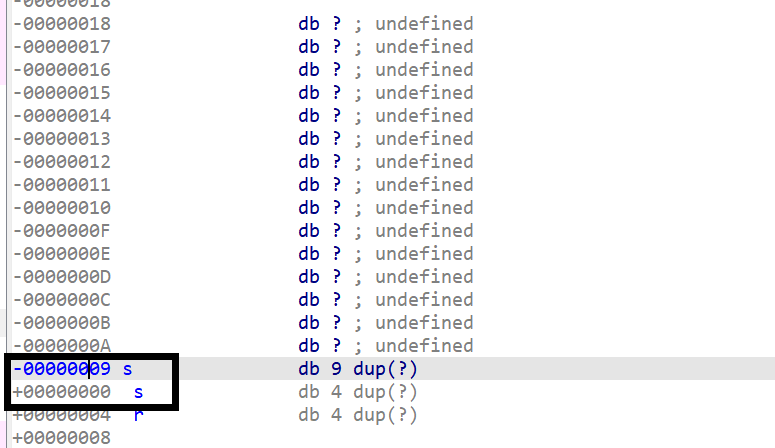 -00000018
-00000018 db ? ; undefined
-00000017 db ? ; undefined
-00000016 db ? ; undefined
-00000015 db ? ; undefined
-00000014 db ? ; undefined
-00000013 db ? ; undefined
-00000012 db ? ; undefined
-00000011 db ? ; undefined
-00000010 db ? ; undefined
-0000000F db ? ; undefined
-0000000E db ? ; undefined
-0000000D db ? ; undefined
-0000000C db ? ; undefined
-0000000B db ? ; undefined
-0000000A db ? ; undefined
-00000009 s db 9 dup(?)
+00000000 s db 4 dup(?)
+00000004 r db 4 dup(?)
+00000008